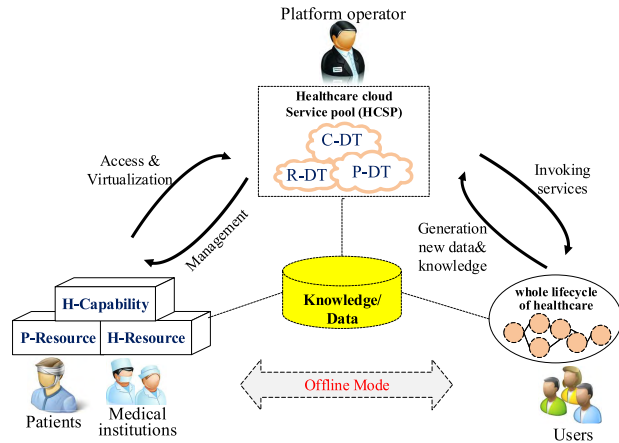 Platform operator
Healthcare cloud
Service pool (HCSP)
C-DT
R-DT
P-DT
Access &
Virtualization
Management
Invoking
services
Generation
new data&
knowledge
H-Capability
P-Resource
H-Resource
Knowledge/
Data
whole lifecycle
of healthcare
Offline Mode
Patients
Medical
institutions
Users